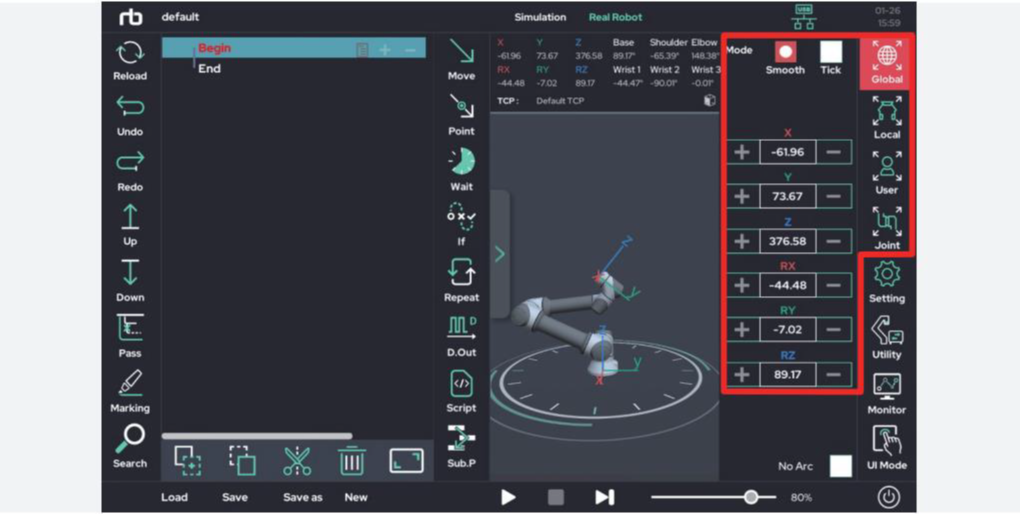 rb
default
Simulation
Real Robot
USB
01-26
15:59
Reload
Undo
Redo
Up
Down
Pass
Marking
Search
Begin
End
Load
Save
Save as
New
Move
Point
Wait
If
Repeat
D
D.Out
Script
Sub.P
X Y Z Base Shoulder Elbow
-61.96 73.67 376.58 89.17° -65.39° 148.38°
RX RY RZ Wrist 1 Wrist 2 Wrist 3
-44.48 -7.02 89.17 -44.47° -90.01° -0.01°
TCP : Default TCP
Z
Y
Z
Y
X
80%
Mode
Smooth
Tick
X
-61.96
Y
73.67
Z
376.58
RX
-44.48
RY
-7.02
RZ
89.17
No Arc
Global
Local
User
Joint
Setting
Utility
Monitor
UI Mode